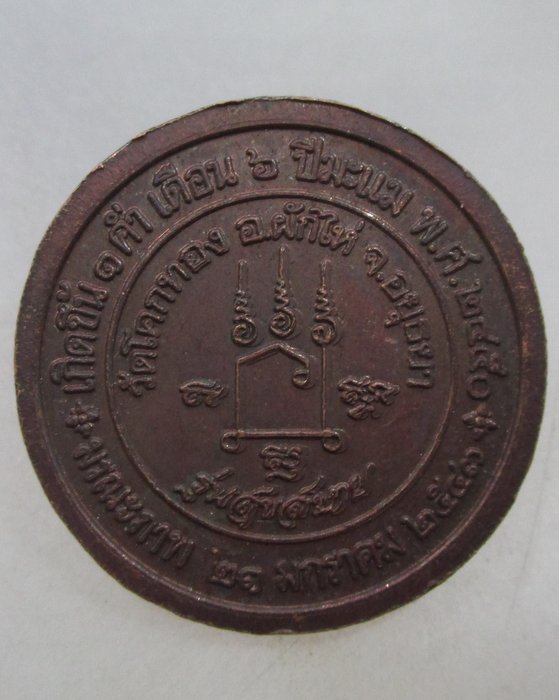 เกิดขึ้น ๑ ค่ำ เดือน ๖ ปีมะแม พ.ศ.๒๔๕๐
มรณะภาพ ๒๑ มกราคม ๒๕๔๓
วัดโคกทอง อ.ผักไห่ จ.อยุธยา